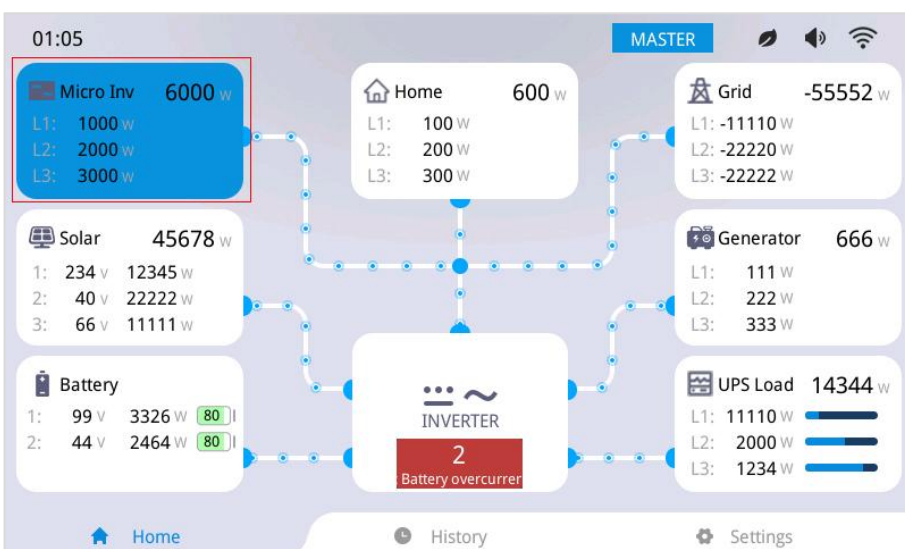 01:05
MASTER
Micro Inv 6000 W
L1: 1000 W
L2: 2000 W
L3: 3000 W
Home 600 W
L1: 100 W
L2: 200 W
L3: 300 W
Grid -55552 W
L1: -11110 W
L2: -22220 W
L3: -22222 W
Solar 45678 W
1: 234 V 12345 W
2: 40 V 22222 W
3: 66 V 11111 W
Generator 666 W
L1: 111 W
L2: 222 W
L3: 333 W
Battery
1: 99 V 3326 W 80
2: 44 V 2464 W 80
INVERTER
2
Battery overcurrer
UPS Load 14344 W
L1: 11110 W
L2: 2000 W
L3: 1234 W
Home
History
Settings